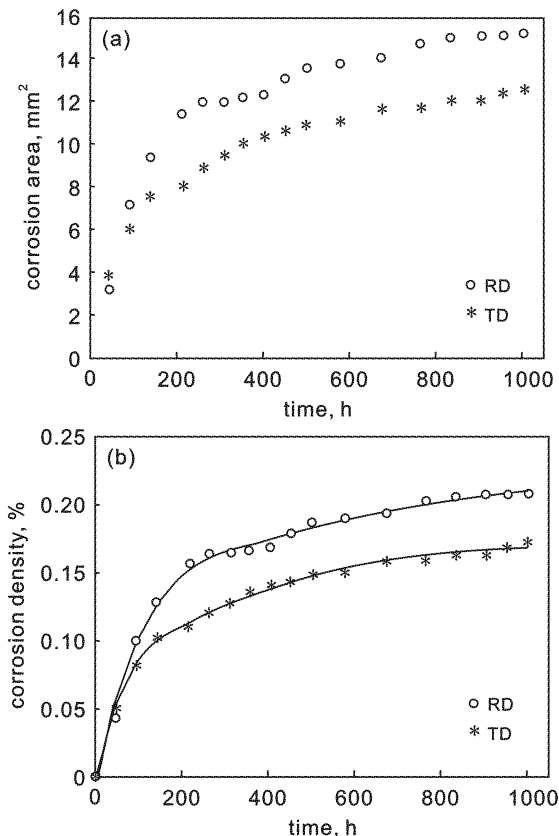 (a)
corrosion area, mm²
16
14
12
10
8
6
4
2
0
RD
TD
0 200 400 600 800 1000
time, h
(b)
corrosion density, %
0.25
0.20
0.15
0.10
0.05
0
RD
TD
0 200 400 600 800 1000
time, h